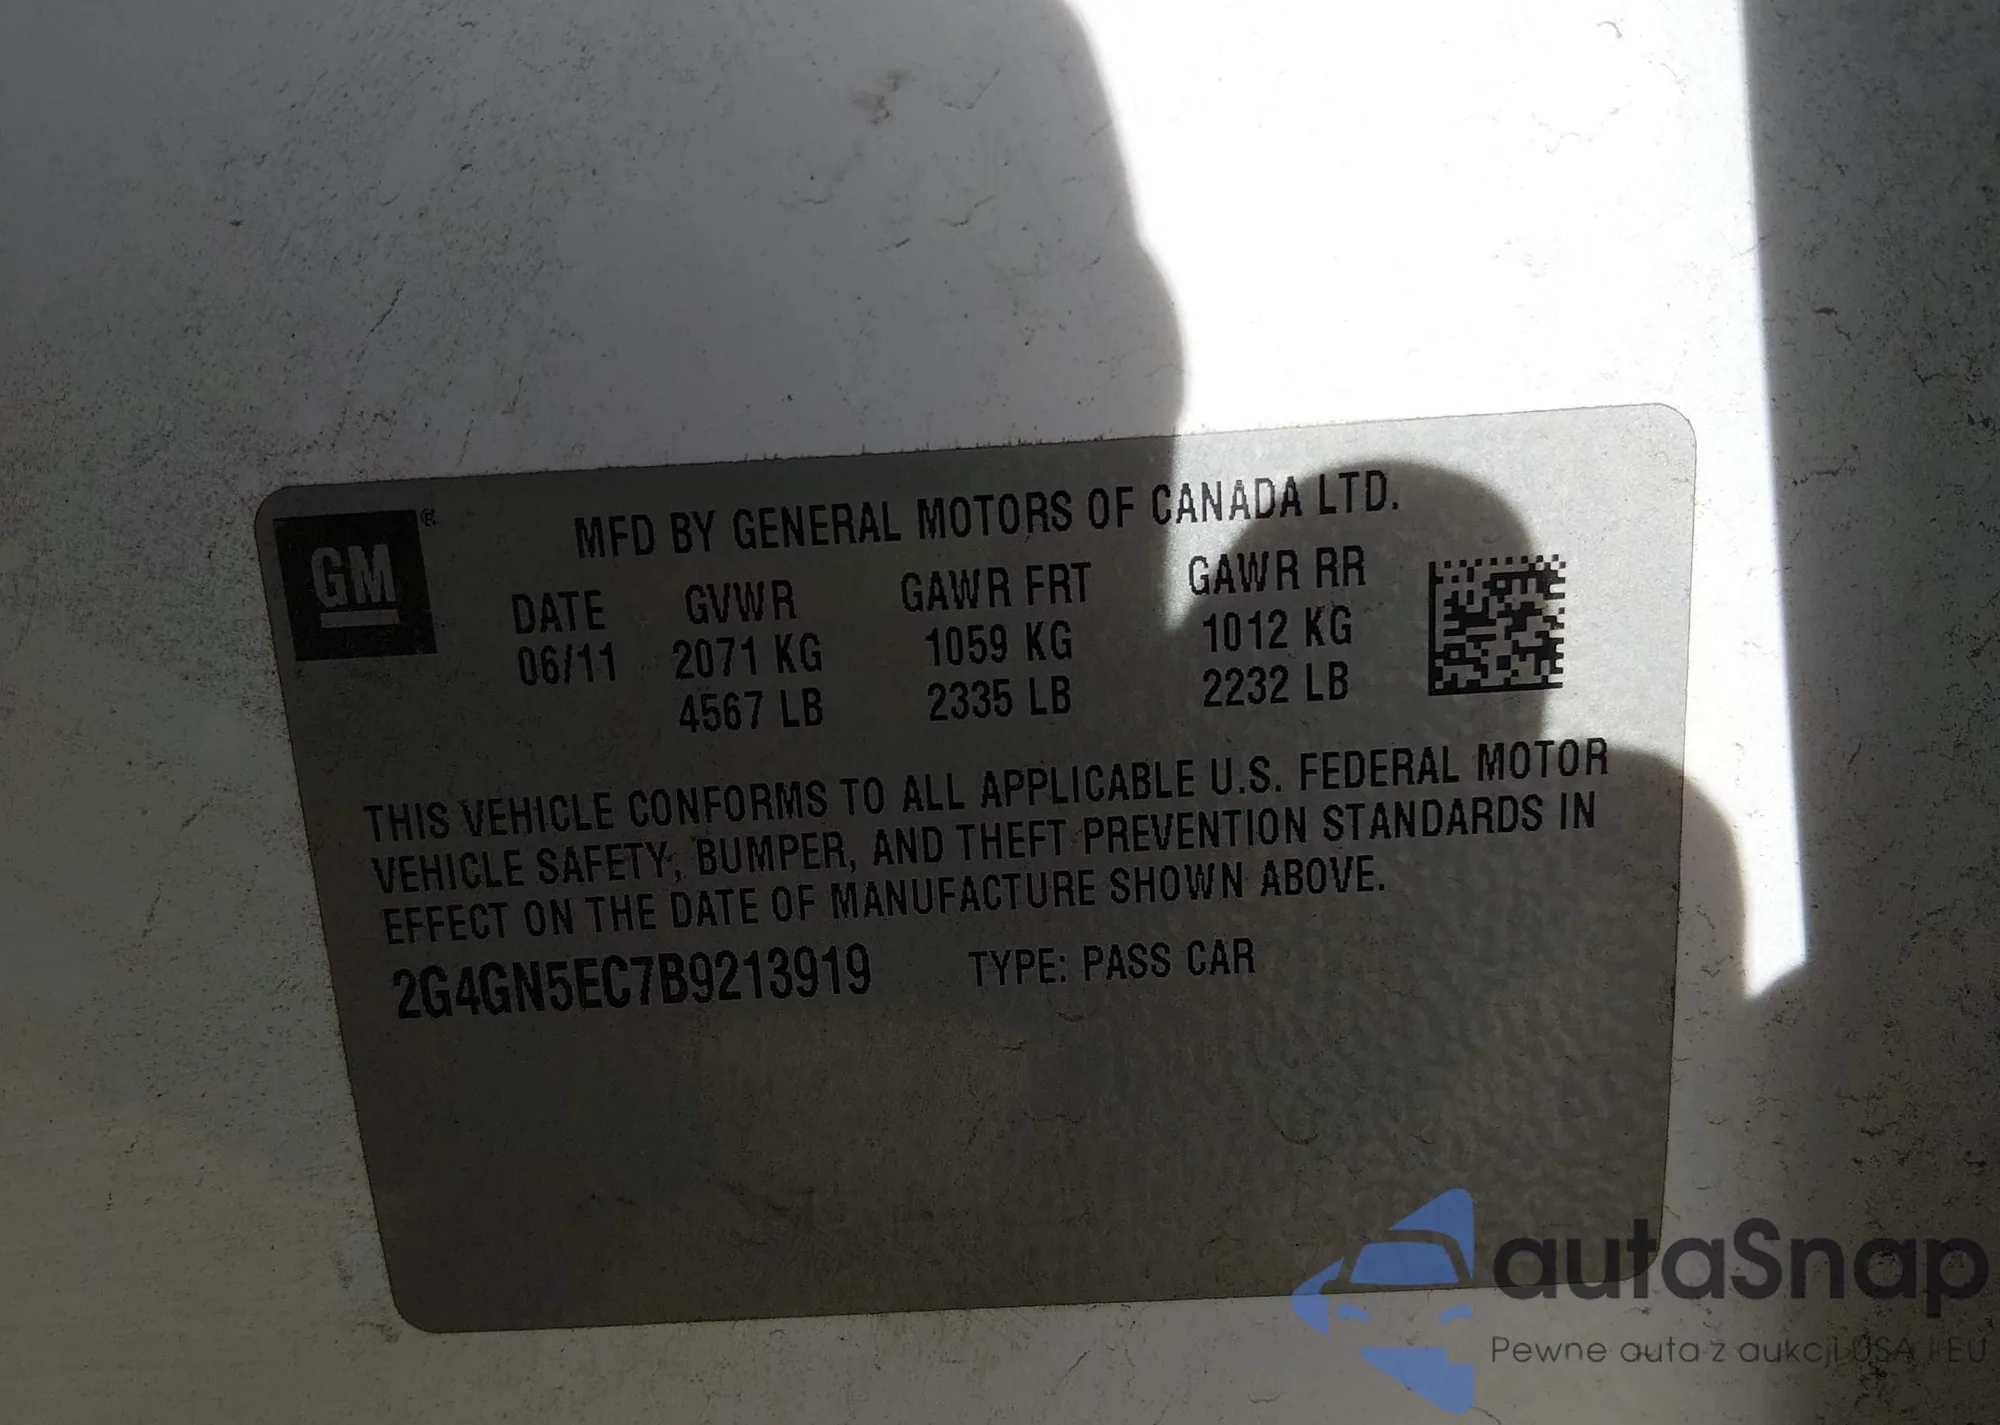 GM®
MFD BY GENERAL MOTORS OF CANADA LTD.
DATE GVWR GAWR FRT GAWR RR
06/11 2071 KG 1059 KG 1012 KG
4567 LB 2335 LB 2232 LB
THIS VEHICLE CONFORMS TO ALL APPLICABLE U.S. FEDERAL MOTOR
VEHICLE SAFETY, BUMPER, AND THEFT PREVENTION STANDARDS IN
EFFECT ON THE DATE OF MANUFACTURE SHOWN ABOVE.
2G4GN5EC7B9213919 TYPE: PASS CAR
autaSnap
Pewne auta z aukcji USA i EU